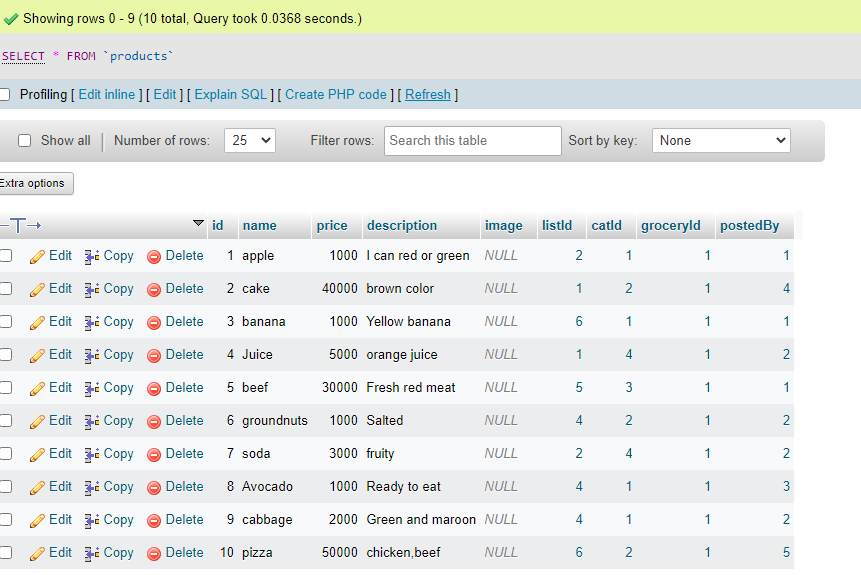 Showing rows 0 - 9 (10 total, Query took 0.0368 seconds.)
SELECT * FROM `products`
Profiling [ Edit inline ] [ Edit ] [ Explain SQL ] [ Create PHP code ] [ Refresh ]
Show all | Number of rows: 25 Filter rows: Search this table Sort by key: None
Extra options
id name price description image listId catId groceryId postedBy
Edit Copy Delete 1 apple 1000 I can red or green NULL 2 1 1 1
Edit Copy Delete 2 cake 40000 brown color NULL 1 2 1 4
Edit Copy Delete 3 banana 1000 Yellow banana NULL 6 1 1 1
Edit Copy Delete 4 Juice 5000 orange juice NULL 1 4 1 2
Edit Copy Delete 5 beef 30000 Fresh red meat NULL 5 3 1 1
Edit Copy Delete 6 groundnuts 1000 Salted NULL 4 2 1 2
Edit Copy Delete 7 soda 3000 fruity NULL 2 4 1 2
Edit Copy Delete 8 Avocado 1000 Ready to eat NULL 4 1 1 3
Edit Copy Delete 9 cabbage 2000 Green and maroon NULL 4 1 1 2
Edit Copy Delete 10 pizza 50000 chicken,beef NULL 6 2 1 5